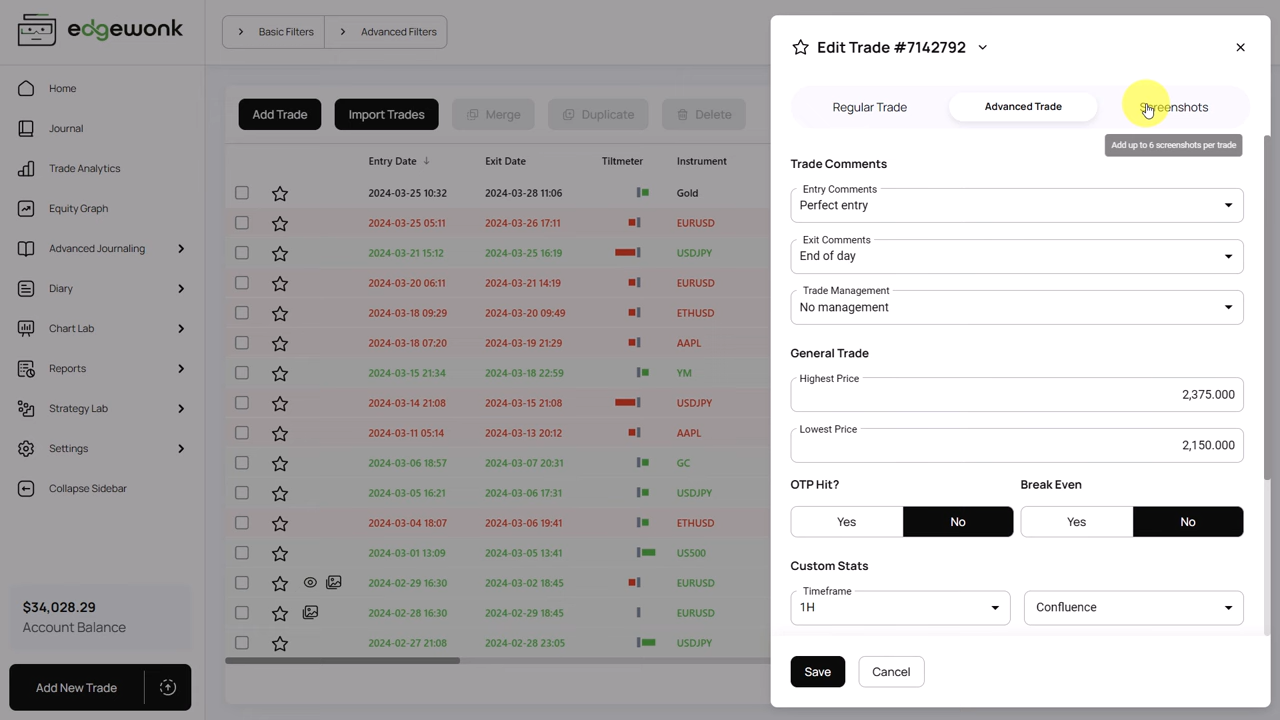 edgewonk
Home
Journal
Trade Analytics
Equity Graph
Advanced Journaling
Diary
Chart Lab
Reports
Strategy Lab
Settings
Collapse Sidebar
$34,028.29
Account Balance
Add New Trade
Basic Filters Advanced Filters
Add Trade Import Trades Merge Duplicate Delete
Entry Date Exit Date Tiltmeter Instrument
2024-03-25 10:32 2024-03-28 11:06 Gold
2024-03-25 05:11 2024-03-26 17:11 EURUSD
2024-03-21 15:12 2024-03-25 16:19 USDJPY
2024-03-20 06:11 2024-03-21 14:19 EURUSD
2024-03-18 09:29 2024-03-20 09:49 ETHUSD
2024-03-18 07:20 2024-03-19 21:29 AAPL
2024-03-15 21:34 2024-03-18 22:59 YM
2024-03-14 21:08 2024-03-15 21:08 USDJPY
2024-03-11 05:14 2024-03-13 20:12 AAPL
2024-03-06 18:57 2024-03-07 20:31 GC
2024-03-05 16:21 2024-03-06 17:31 USDJPY
2024-03-04 18:07 2024-03-06 19:41 ETHUSD
2024-03-01 13:09 2024-03-05 13:41 US500
2024-02-29 16:30 2024-03-02 18:45 EURUSD
2024-02-28 16:30 2024-02-29 18:45 EURUSD
2024-02-27 21:08 2024-02-28 23:05 USDJPY
Edit Trade #7142792
Regular Trade Advanced Trade Screenshots
Add up to 6 screenshots per trade
Trade Comments
Entry Comments
Perfect entry
Exit Comments
End of day
Trade Management
No management
General Trade
Highest Price
2,375.000
Lowest Price
2,150.000
OTP Hit? Break Even
Yes No Yes No
Custom Stats
Timeframe
1H Confluence
Save Cancel